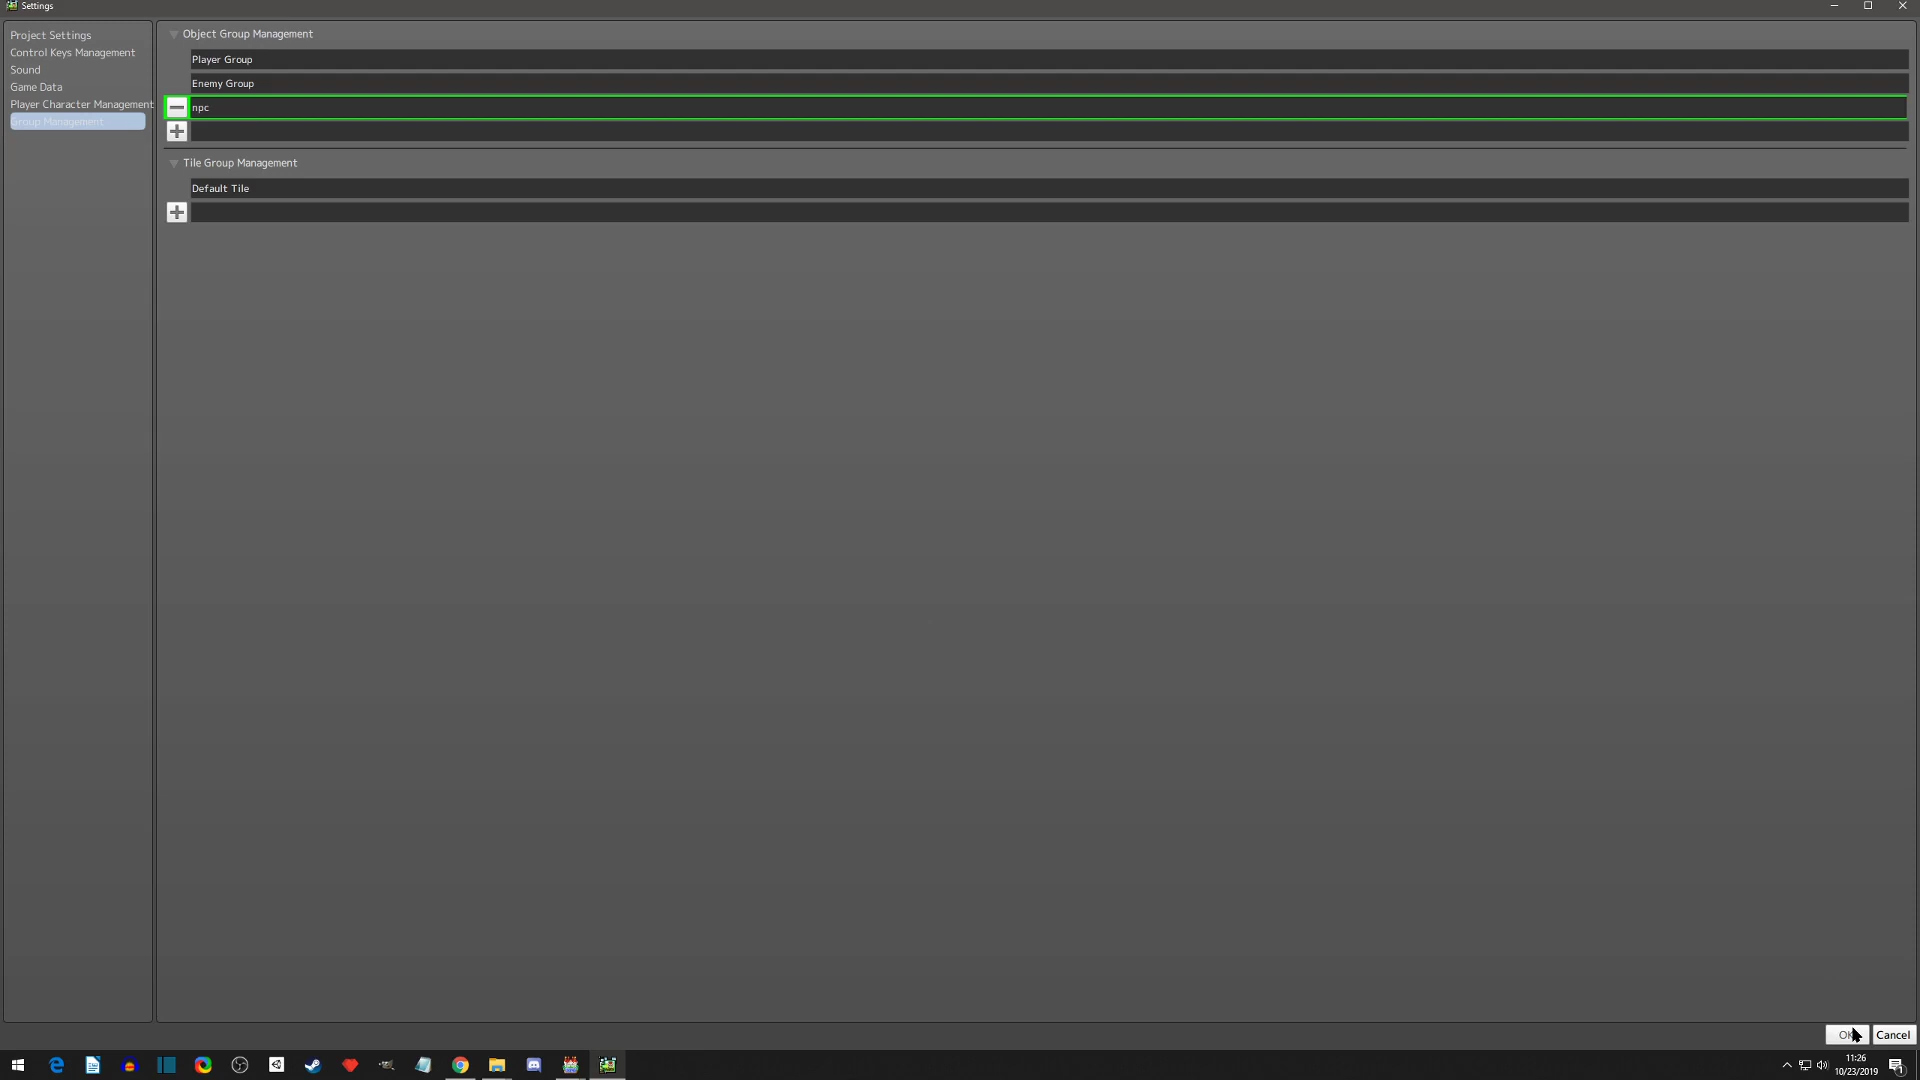 Settings
Project Settings
Control Keys Management
Sound
Game Data
Player Character Management
Group Management
Object Group Management
Player Group
Enemy Group
npc
Tile Group Management
Default Tile
OK
Cancel
11:26
10/23/2019